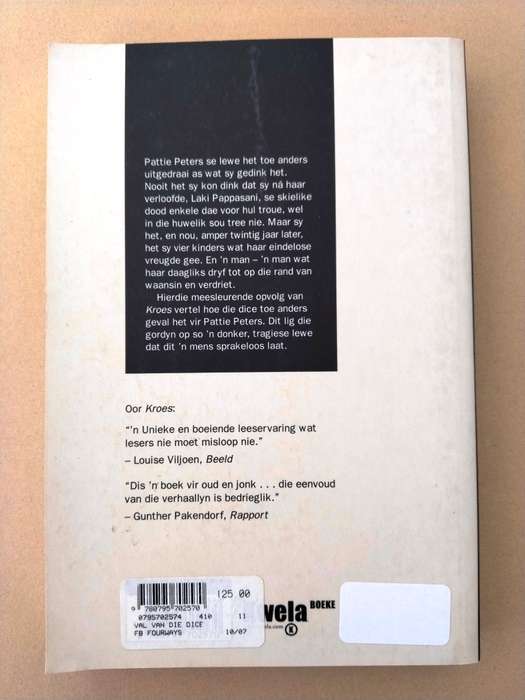 Pattie Peters se lewe het toe anders
uitgedraai as wat sy gedink het.
Nooit het sy kon dink dat sy ná haar
verloofde, Laki Pappasani, se skielike
dood enkele dae voor hul troue, wel
in die huwelik sou tree nie. Maar sy
het, en nou, amper twintig jaar later,
het sy vier kinders wat haar eindelose
vreugde gee. En 'n man – 'n man wat
haar daagliks dryf tot op die rand van
waansin en verdriet.
Hierdie meesleurende opvolg van
Kroes vertel hoe die dice toe anders
geval het vir Pattie Peters. Dit lig die
gordyn op so 'n donker, tragiese lewe
dat dit 'n mens sprakeloos laat.
Oor Kroes:
“'n Unieke en boeiende leeservaring wat
lesers nie moet misloop nie.”
– Louise Viljoen, Beeld
“Dis 'n boek vir oud en jonk . . . die eenvoud
van die verhaallyn is bedrieglik.”
– Gunther Pakendorf, Rapport
125.00
9 780795 702570
0795702574 410 11
VAL VAN DIE DICE
FB FOURWAYS 10/07
wela BOEKE
la.com K